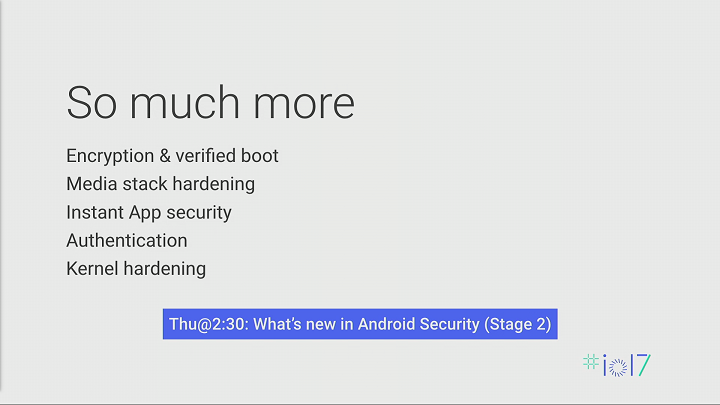 So much more
Encryption & verified boot
Media stack hardening
Instant App security
Authentication
Kernel hardening
Thu@2:30: What's new in Android Security (Stage 2)
#io17